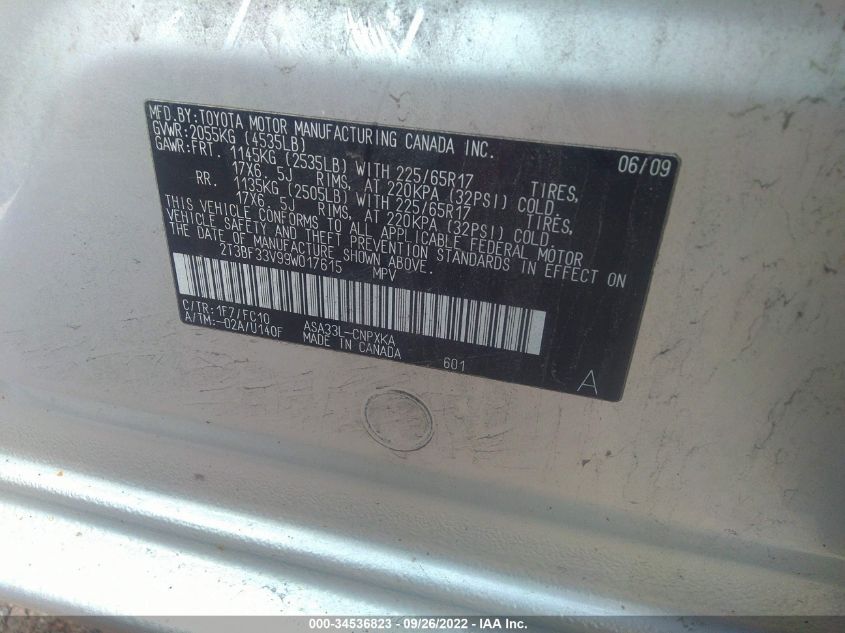 MFD.BY:TOYOTA MOTOR MANUFACTURING CANADA INC.
GVWR:2055KG (4535LB) 06/09
GAWR:FRT. 1145KG (2535LB) WITH 225/65R17 TIRES,
17X6. 5J RIMS, AT 220KPA (32PSI) COLD.
RR. 1135KG (2505LB) WITH 225/65R17 TIRES,
17X6. 5J RIMS, AT 220KPA (32PSI) COLD.
THIS VEHICLE CONFORMS TO ALL APPLICABLE FEDERAL MOTOR
VEHICLE SAFETY AND THEFT PREVENTION STANDARDS IN EFFECT ON
THE DATE OF MANUFACTURE SHOWN ABOVE.
2T3BF33V99W017615 MPV
C/TR:1F7/FC10 ASA33L-CNPXKA
A/TM:-02A/U140F MADE IN CANADA 601
A
000-34536823 - 09/26/2022 - IAA Inc.